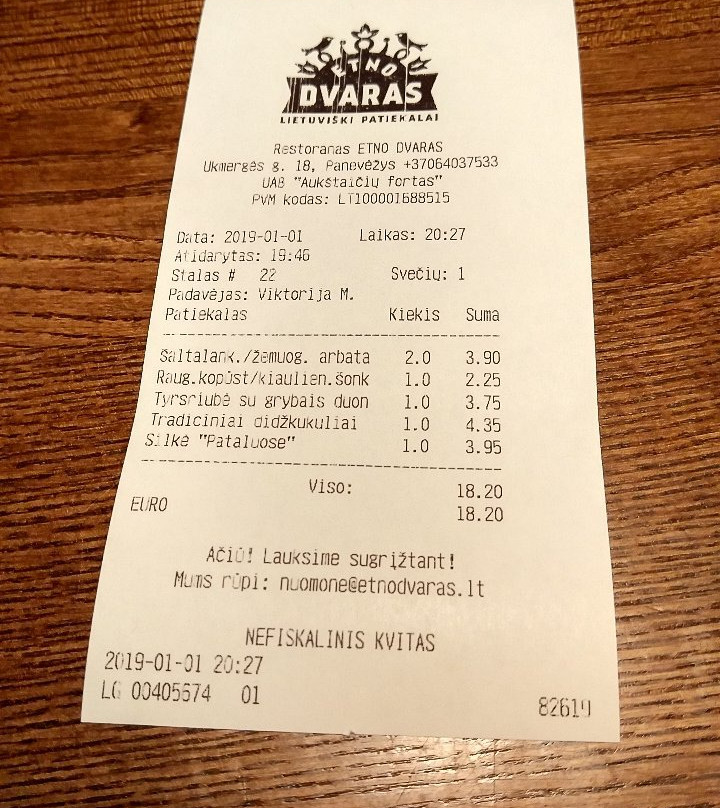 ETNO
DVARAS
LIETUVIŠKI PATIEKALAI
Restoranas ETNO DVARAS
Ukmergės g. 18, Panevėžys +37064037533
UAB "Aukštaičių fortas"
PVM kodas: LT100001688515
Data: 2019-01-01 Laikas: 20:27
Atidarytas: 19:46
Stalas # 22 Svečių: 1
Padavėjas: Viktorija M.
Patiekalas Kiekis Suma
Šaltalank./žemuog. arbata 2.0 3.90
Raug.kopūst/kiaulien.šonk 1.0 2.25
Tyrsriubė su grybais duon 1.0 3.75
Tradiciniai didžkukuliai 1.0 4.35
Silkė "Pataluose" 1.0 3.95
Viso: 18.20
EURO 18.20
Ačiū! Lauksime sugrįžtant!
Mums rūpi: nuomone@etnodvaras.lt
NEFISKALINIS KVITAS
2019-01-01 20:27
LG 00405674 01
82619